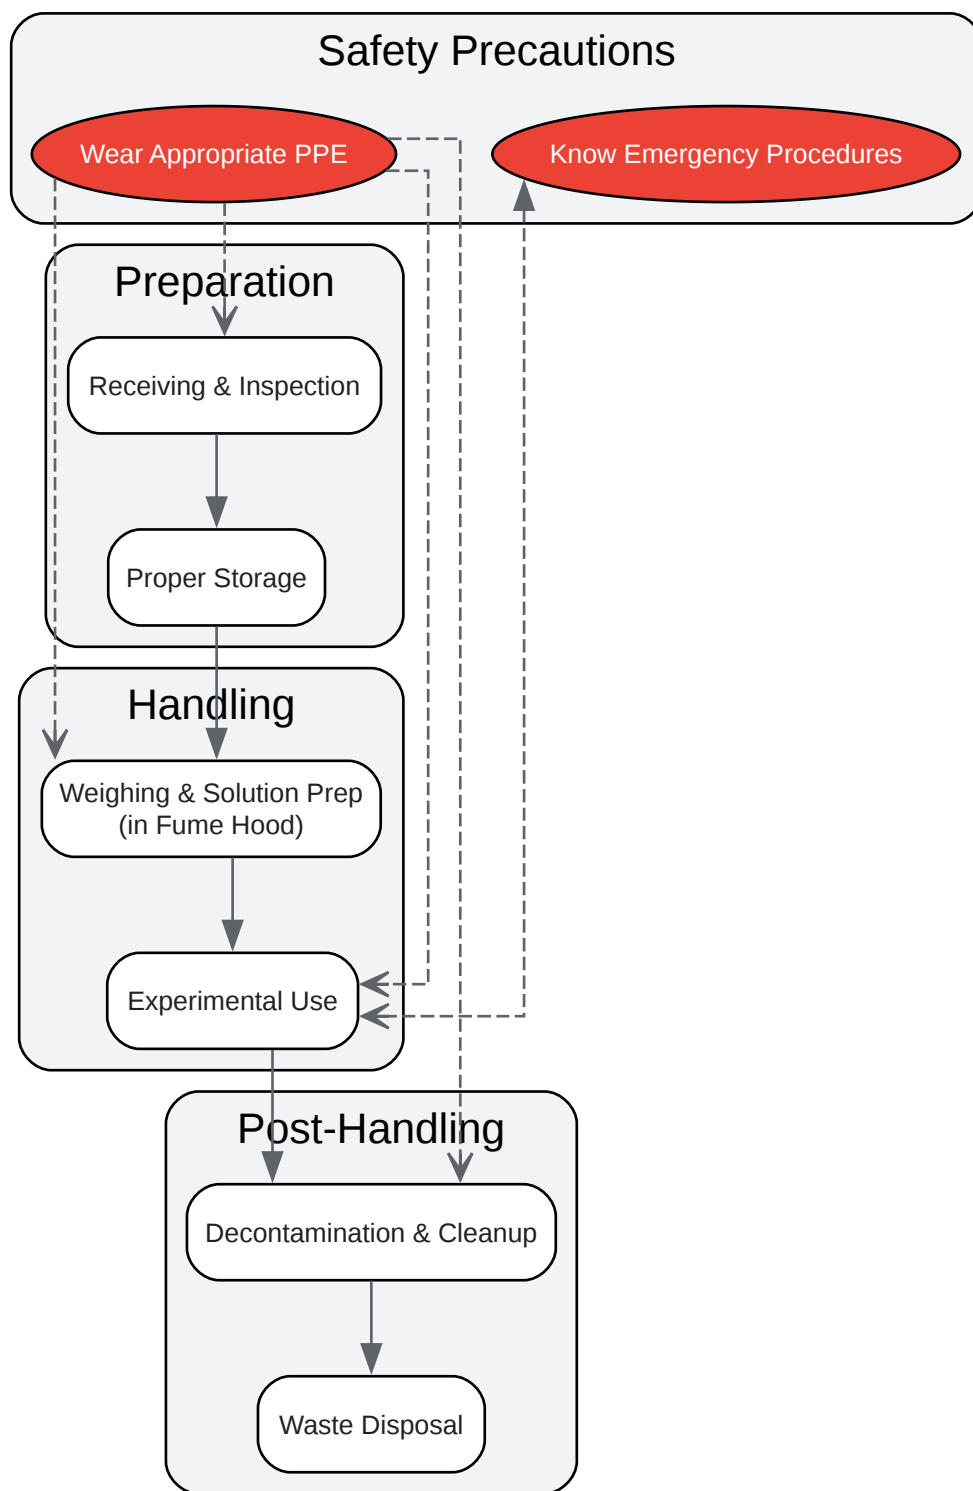 Safety Precautions
Wear Appropriate PPE
Know Emergency Procedures
Preparation
Receiving & Inspection
Proper Storage
Handling
Weighing & Solution Prep
(in Fume Hood)
Experimental Use
Post-Handling
Decontamination & Cleanup
Waste Disposal